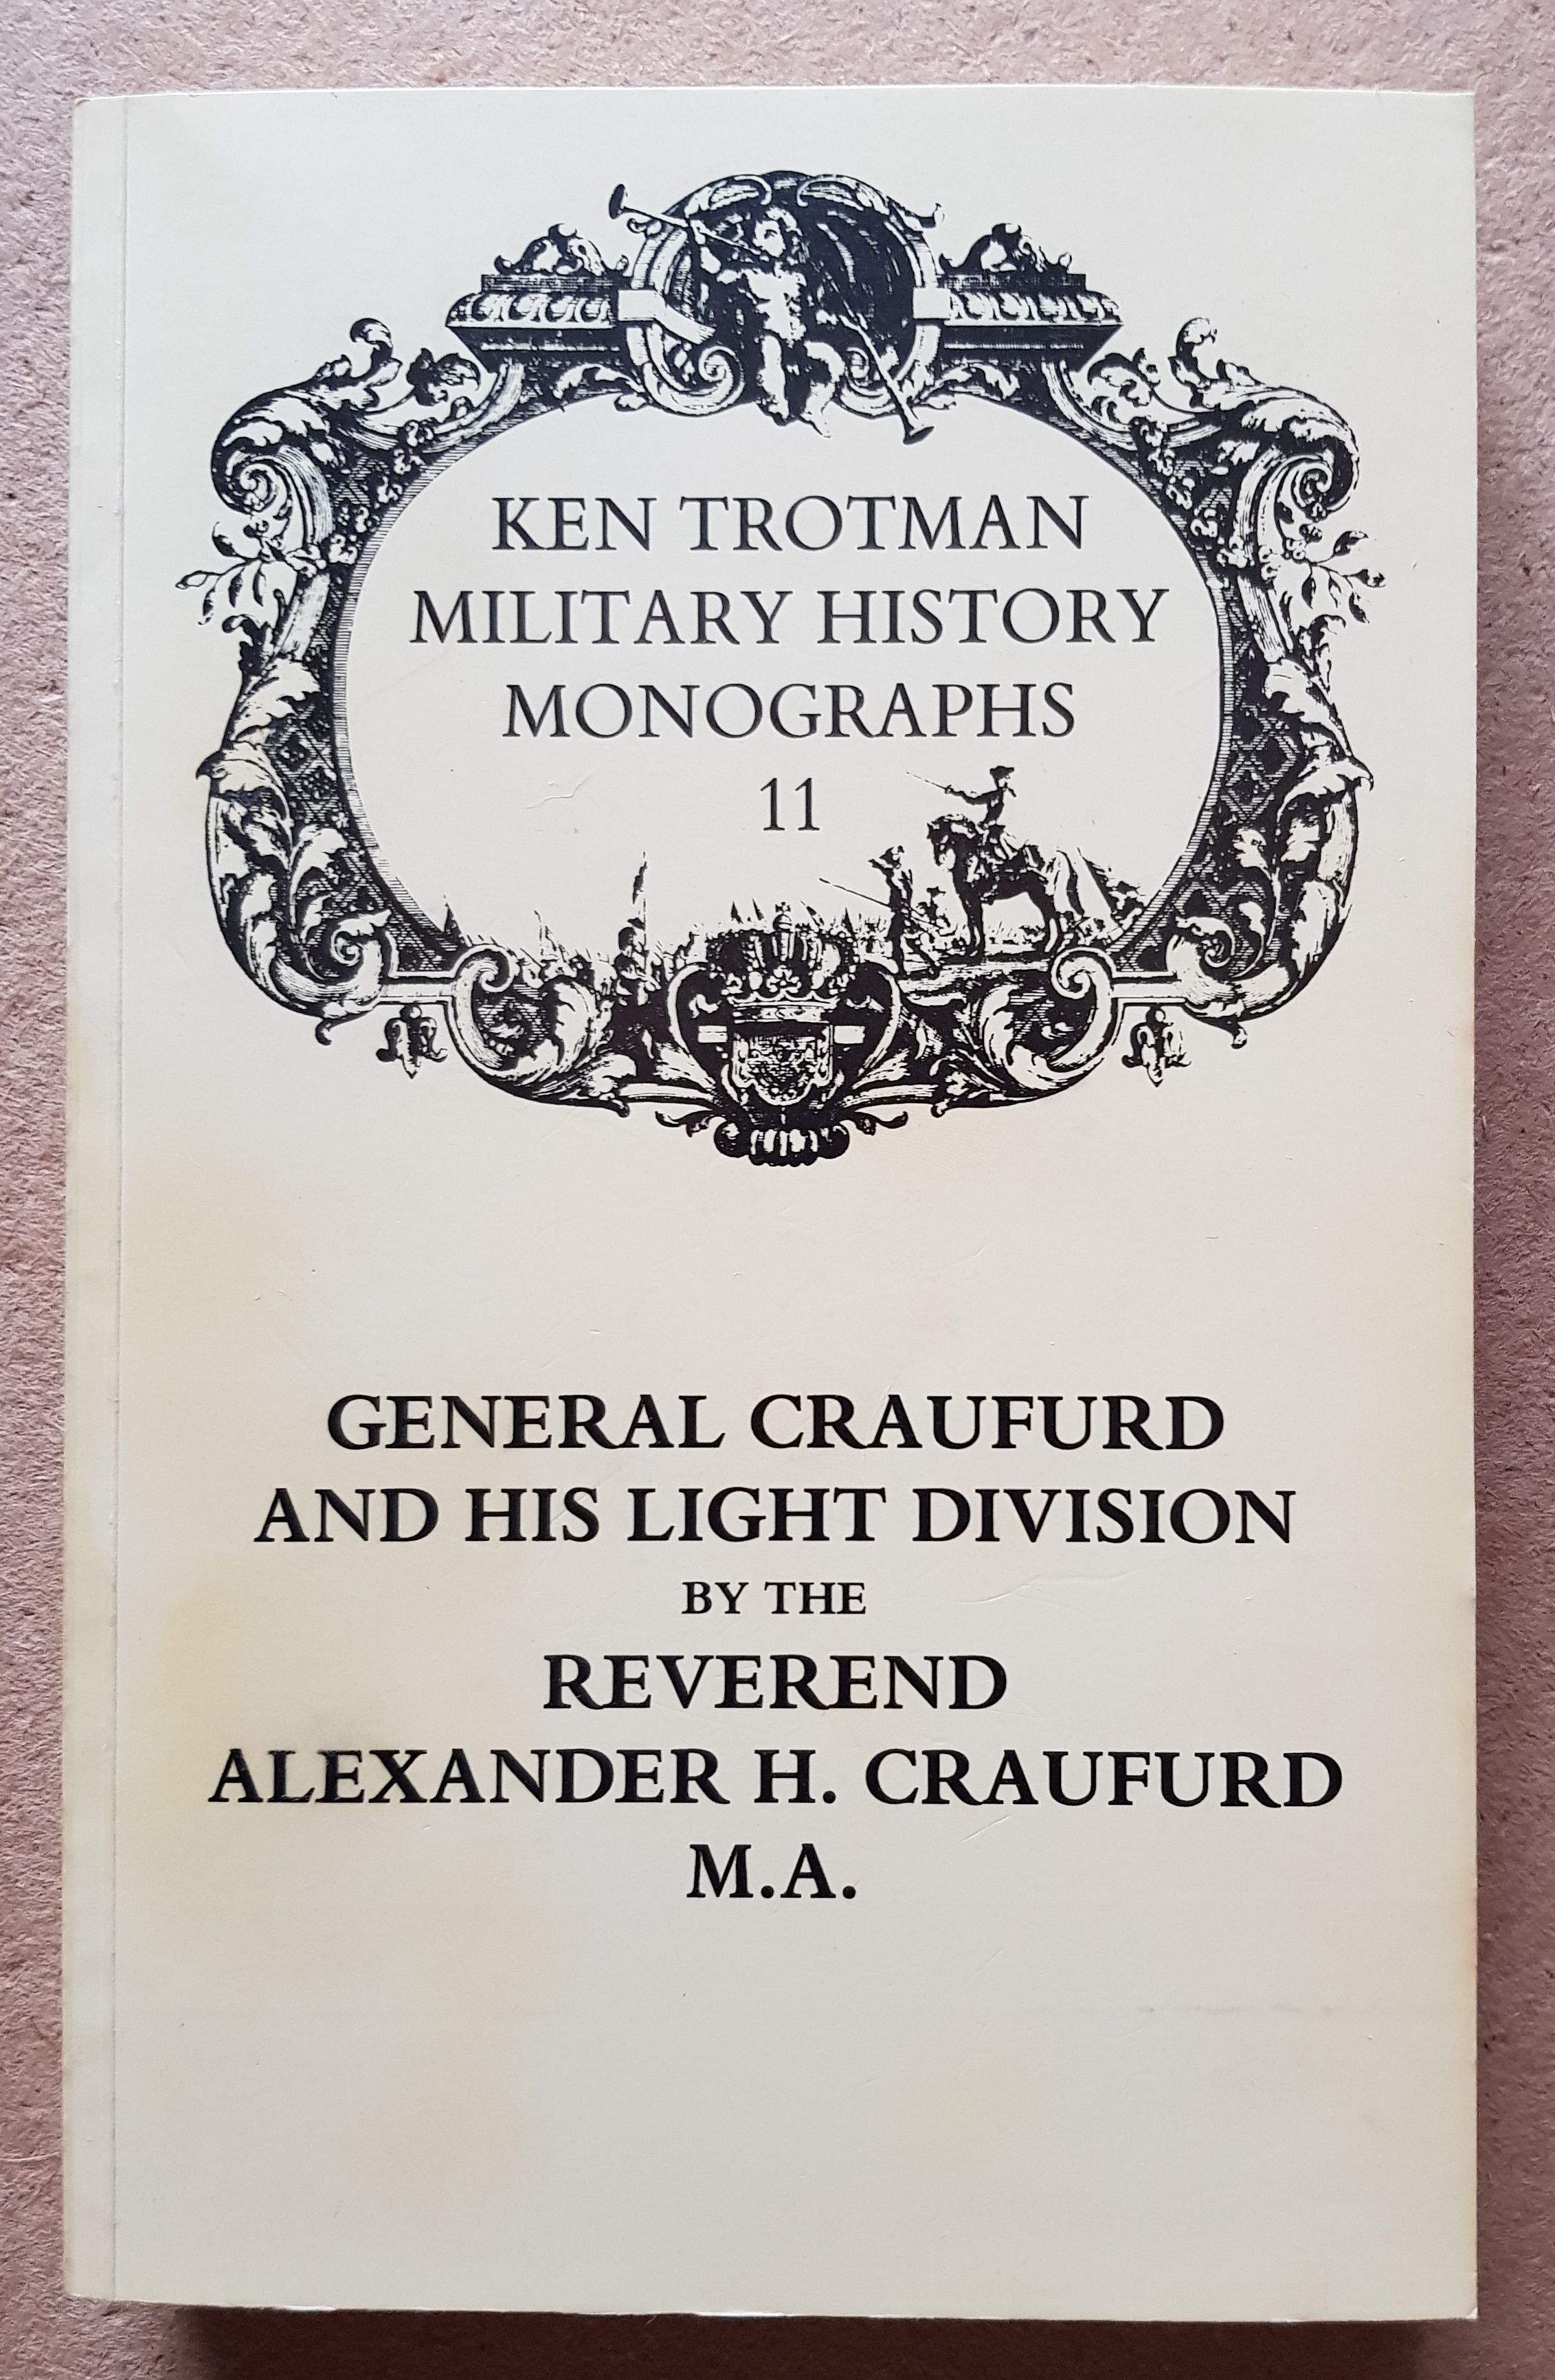 KEN TROTMAN
MILITARY HISTORY
MONOGRAPHS
11
GENERAL CRAUFURD
AND HIS LIGHT DIVISION
BY THE
REVEREND
ALEXANDER H. CRAUFURD
M.A.